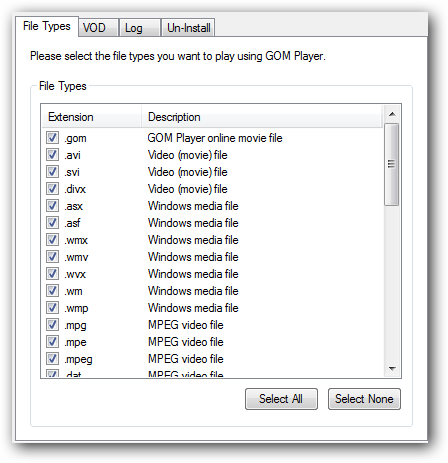 File Types VOD Log Un-Install
Please select the file types you want to play using GOM Player.
File Types
Extension Description
.gom GOM Player online movie file
.avi Video (movie) file
.svi Video (movie) file
.divx Video (movie) file
.asx Windows media file
.asf Windows media file
.wmx Windows media file
.wmv Windows media file
.wvx Windows media file
.wm Windows media file
.wmp Windows media file
.mpg MPEG video file
.mpe MPEG video file
.mpeg MPEG video file
.dat MPEG video file
Select All Select None